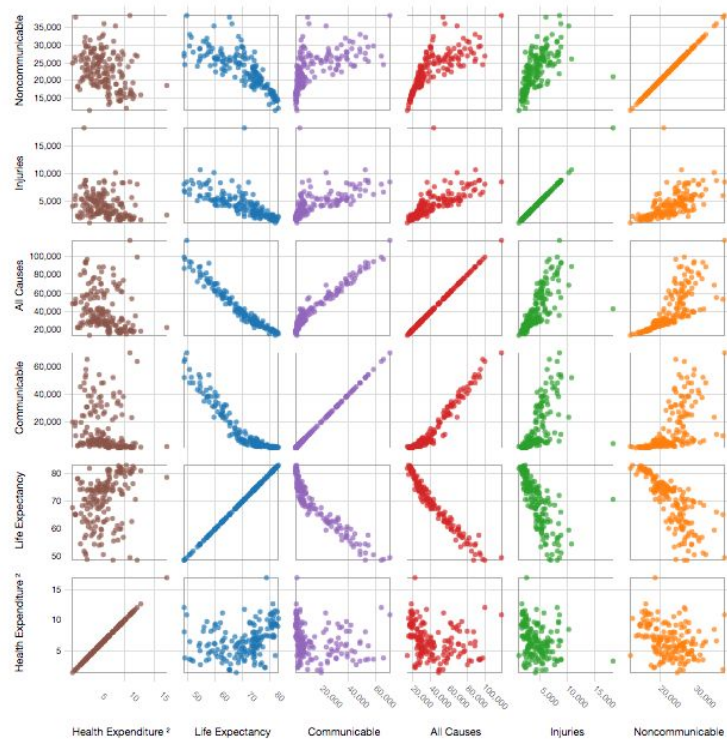 Noncommunicable
35,000
30,000
25,000
20,000
15,000
Injuries
15,000
10,000
5,000
All Causes
100,000
80,000
60,000
40,000
20,000
Communicable
60,000
40,000
20,000
Life Expectancy
80
70
60
50
Health Expenditure ²
15
10
5
5 10 15 50 60 70 80 20,000 40,000 60,000 20,000 40,000 60,000 80,000 100,000 5,000 10,000 15,000 20,000 30,000
Health Expenditure ² Life Expectancy Communicable All Causes Injuries Noncommunicable